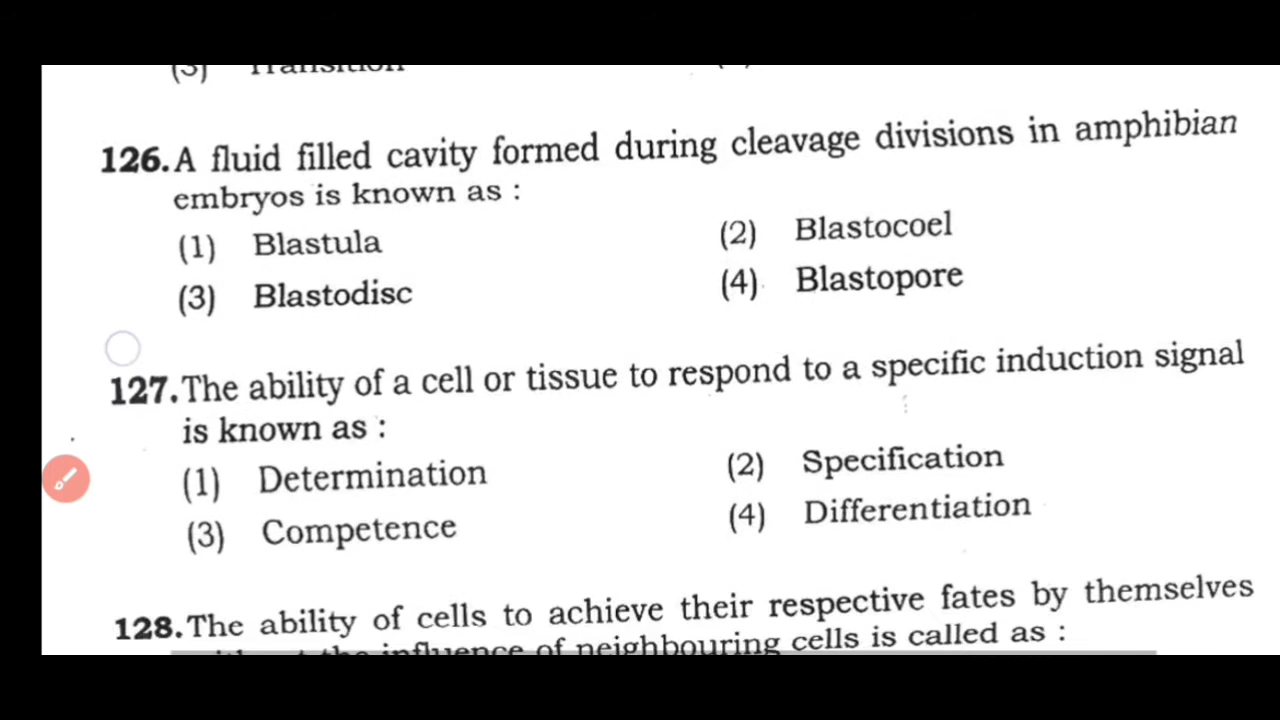 (3) Transition
126. A fluid filled cavity formed during cleavage divisions in amphibian
embryos is known as :
(1) Blastula (2) Blastocoel
(3) Blastodisc (4) Blastopore
127. The ability of a cell or tissue to respond to a specific induction signal
is known as :
(1) Determination (2) Specification
(3) Competence (4) Differentiation
128. The ability of cells to achieve their respective fates by themselves
the influence of neighbouring cells is called as :